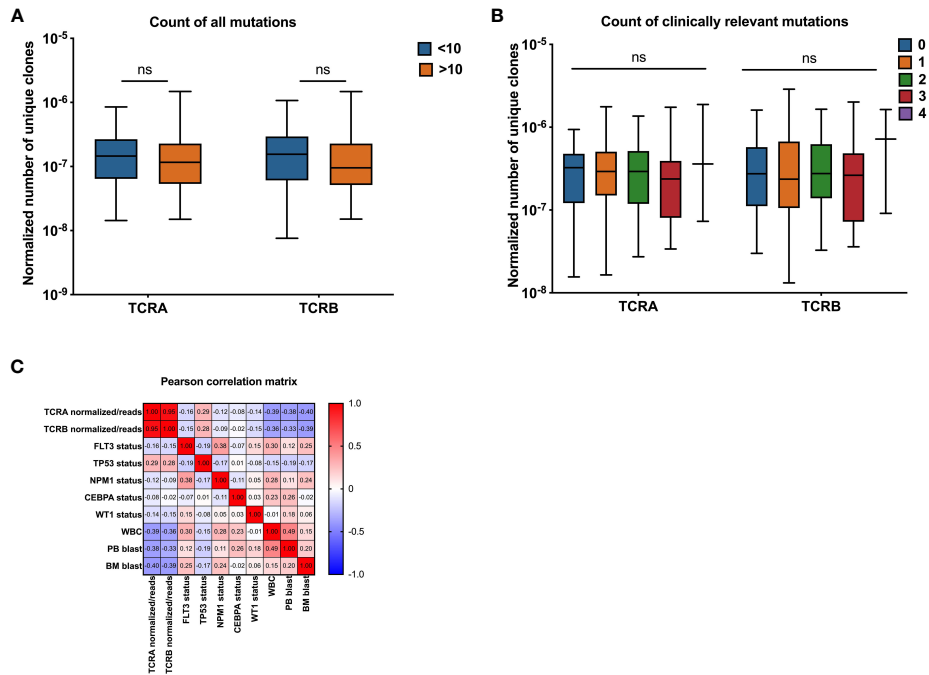 A
Count of all mutations
Normalized number of unique clones
10-5
10-6
10-7
10-8
10-9
ns
ns
TCRA
TCRB
<10
>10
B
Count of clinically relevant mutations
Normalized number of unique clones
10-5
10-6
10-7
10-8
ns
ns
TCRA
TCRB
0
1
2
3
4
C
Pearson correlation matrix
TCRA normalized/reads 1.00 0.95 -0.16 0.29 -0.12 -0.08 -0.14 -0.39 -0.38 -0.40
TCRB normalized/reads 0.95 1.00 -0.15 0.28 -0.09 -0.02 -0.15 -0.36 -0.33 -0.39
FLT3 status -0.16 -0.15 1.00 -0.19 0.38 -0.07 0.15 0.30 0.12 0.25
TP53 status 0.29 0.28 -0.19 1.00 -0.17 0.01 -0.08 -0.15 -0.19 -0.17
NPM1 status -0.12 -0.09 0.38 -0.17 1.00 -0.11 0.05 0.28 0.11 0.24
CEBPA status -0.08 -0.02 -0.07 0.01 -0.11 1.00 0.03 0.23 0.26 -0.02
WT1 status -0.14 -0.15 0.15 -0.08 0.05 0.03 1.00 -0.01 0.18 0.06
WBC -0.39 -0.36 0.30 -0.15 0.28 0.23 -0.01 1.00 0.49 0.15
PB blast -0.38 -0.33 0.12 -0.19 0.11 0.26 0.18 0.49 1.00 0.20
BM blast -0.40 -0.39 0.25 -0.17 0.24 -0.02 0.06 0.15 0.20 1.00
TCRA normalized/reads
TCRB normalized/reads
FLT3 status
TP53 status
NPM1 status
CEBPA status
WT1 status
WBC
PB blast
BM blast
1.0
0.5
0
-0.5
-1.0